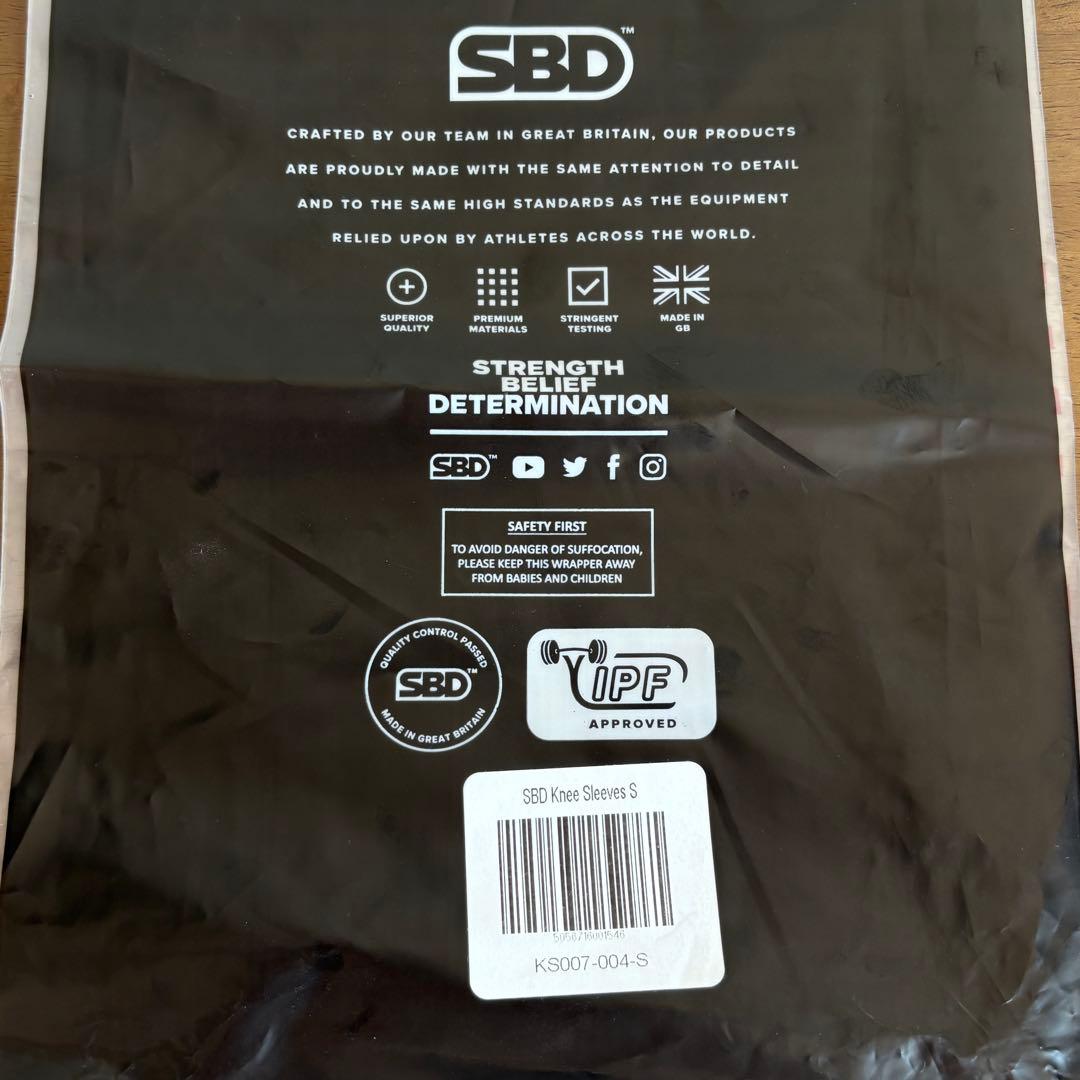 SBD™
CRAFTED BY OUR TEAM IN GREAT BRITAIN, OUR PRODUCTS
ARE PROUDLY MADE WITH THE SAME ATTENTION TO DETAIL
AND TO THE SAME HIGH STANDARDS AS THE EQUIPMENT
RELIED UPON BY ATHLETES ACROSS THE WORLD.
SUPERIOR
QUALITY
PREMIUM
MATERIALS
STRINGENT
TESTING
MADE IN
GB
STRENGTH
BELIEF
DETERMINATION
SBD™
SAFETY FIRST
TO AVOID DANGER OF SUFFOCATION,
PLEASE KEEP THIS WRAPPER AWAY
FROM BABIES AND CHILDREN
QUALITY CONTROL PASSED
SBD™
MADE IN GREAT BRITAIN
IPF
APPROVED
SBD Knee Sleeves S
KS007-004-S